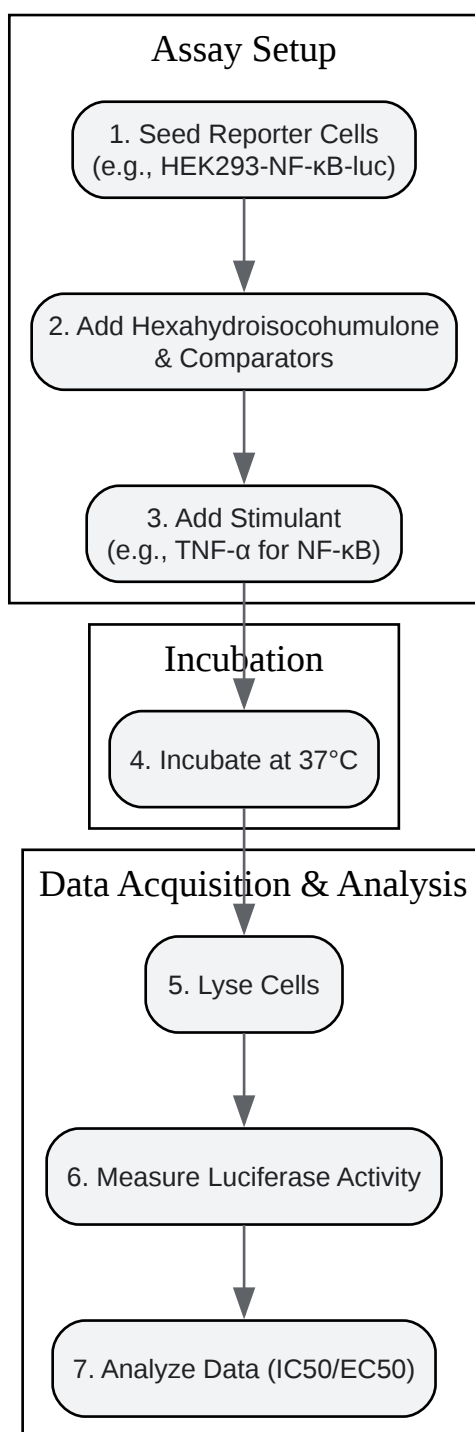 Assay Setup
1. Seed Reporter Cells
(e.g., HEK293-NF-κB-luc)
2. Add Hexahydroisocohumulone
& Comparators
3. Add Stimulant
(e.g., TNF-α for NF-κB)
Incubation
4. Incubate at 37°C
Data Acquisition & Analysis
5. Lyse Cells
6. Measure Luciferase Activity
7. Analyze Data (IC50/EC50)